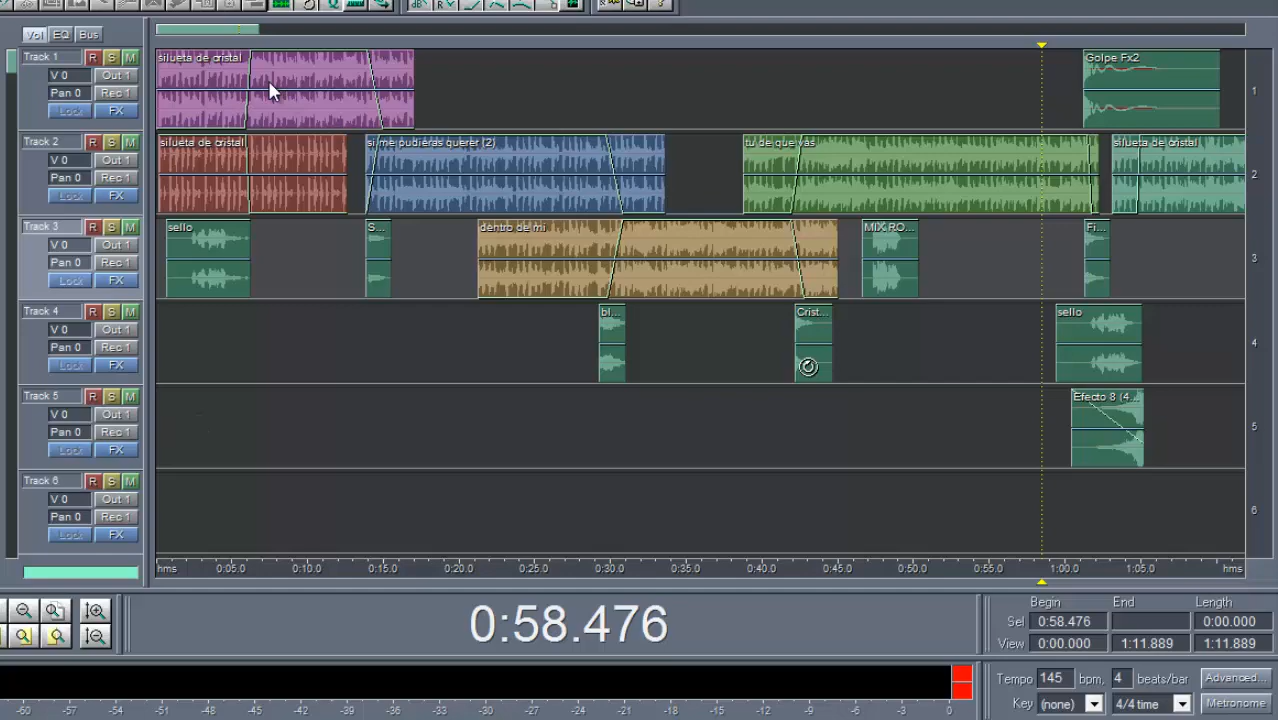 Vol EQ Bus
Track 1 R S M
V 0 Out 1
Pan 0 Rec 1
Lock FX
silueta de cristal
Golpe Fx2
1
Track 2 R S M
V 0 Out 1
Pan 0 Rec 1
Lock FX
silueta de cristal
si me pudieras querer (2)
tu de que vas
silueta de cristal
2
Track 3 R S M
V 0 Out 1
Pan 0 Rec 1
Lock FX
sello
S...
dentro de mi
MIX RO...
Fi...
3
Track 4 R S M
V 0 Out 1
Pan 0 Rec 1
Lock FX
bl...
Crist...
sello
4
Track 5 R S M
V 0 Out 1
Pan 0 Rec 1
Lock FX
Efecto 8 (4...
5
Track 6 R S M
V 0 Out 1
Pan 0 Rec 1
Lock FX
6
hms 0:05.0 0:10.0 0:15.0 0:20.0 0:25.0 0:30.0 0:35.0 0:40.0 0:45.0 0:50.0 0:55.0 1:00.0 1:05.0 hms
0:58.476
Begin End Length
Sel 0:58.476 0:00.000
View 0:00.000 1:11.889 1:11.889
-60 -57 -54 -51 -48 -45 -42 -39 -36 -33 -30 -27 -24 -21 -18 -15 -12 -9 -6 -3 0
Tempo 145 bpm, 4 beats/bar Advanced...
Key (none) 4/4 time Metronome